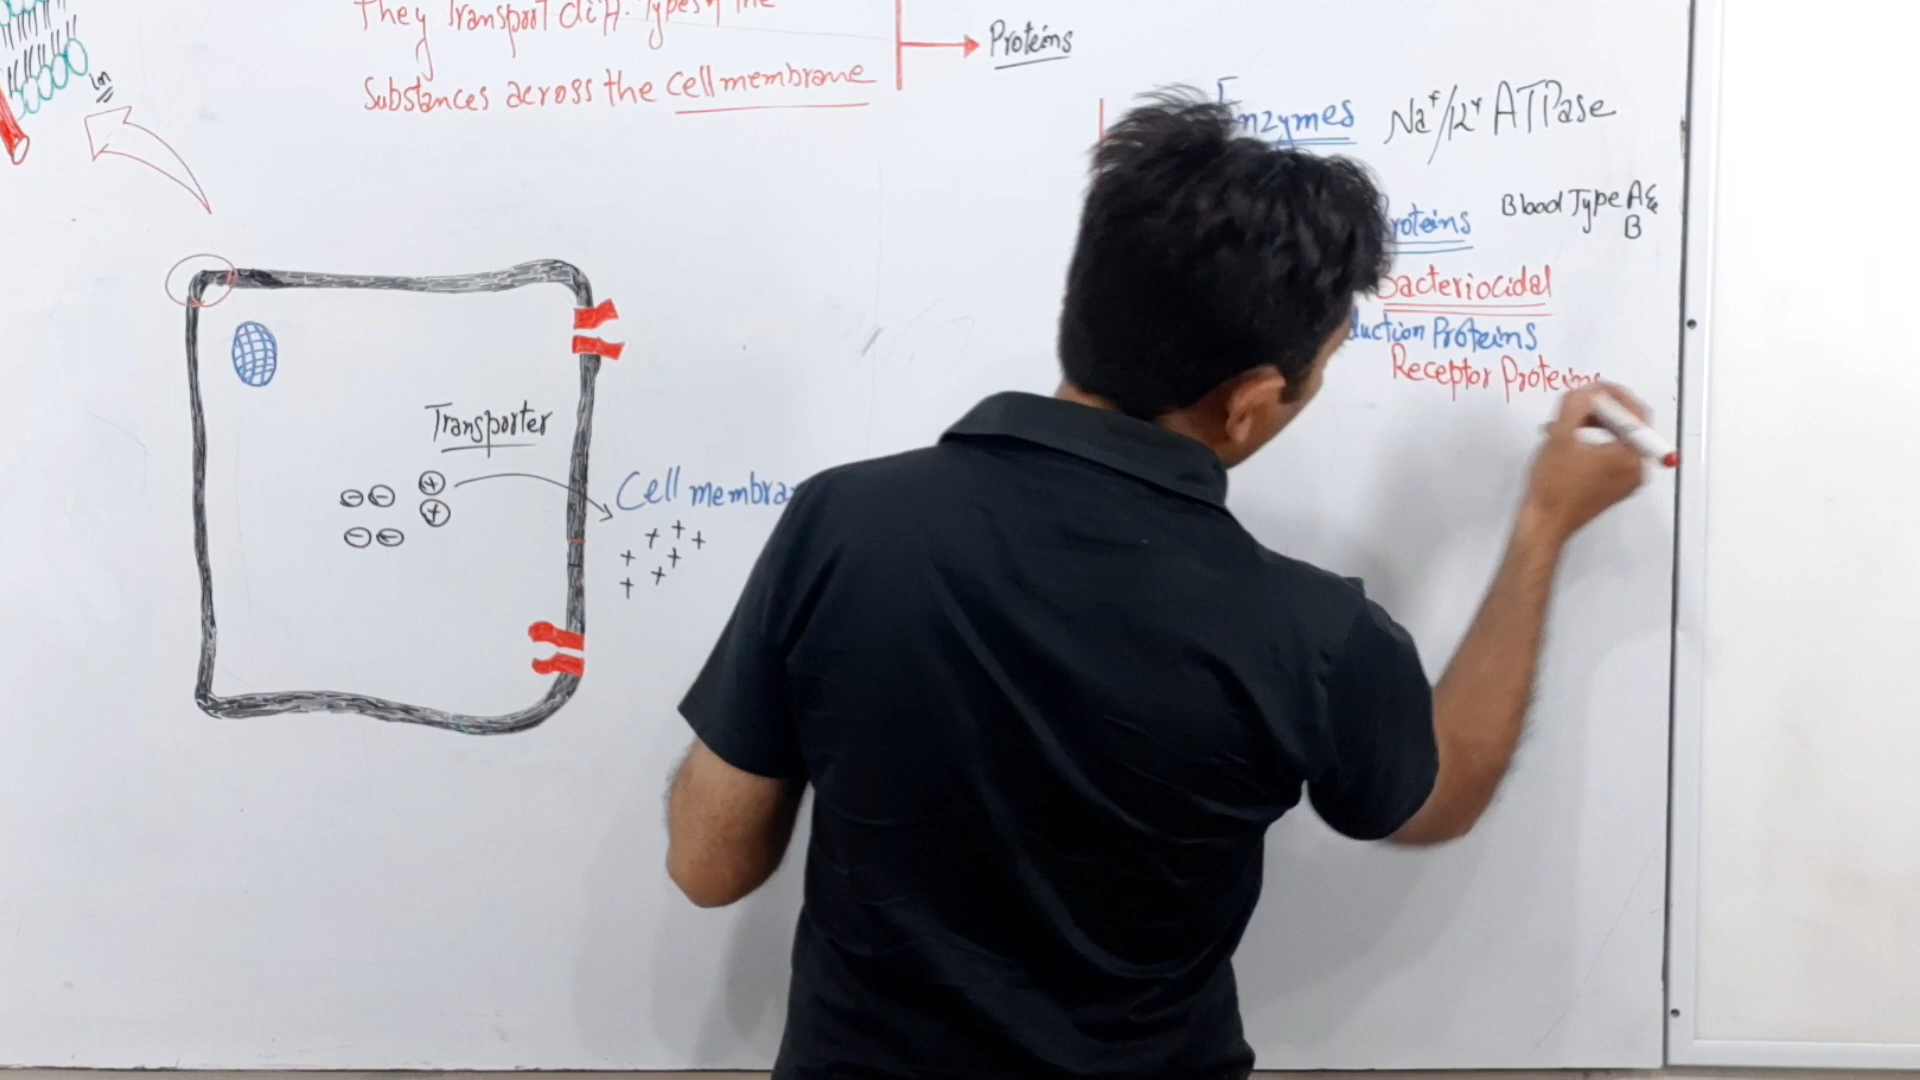 They Transport diff. Types of the
Substances across the cell membrane
Proteins
Enzymes Na+/K+ ATPase
Proteins Blood Type A &
B
Bacteriocidal
duction Proteins
Receptor Proteins
Transporter
Cell membra